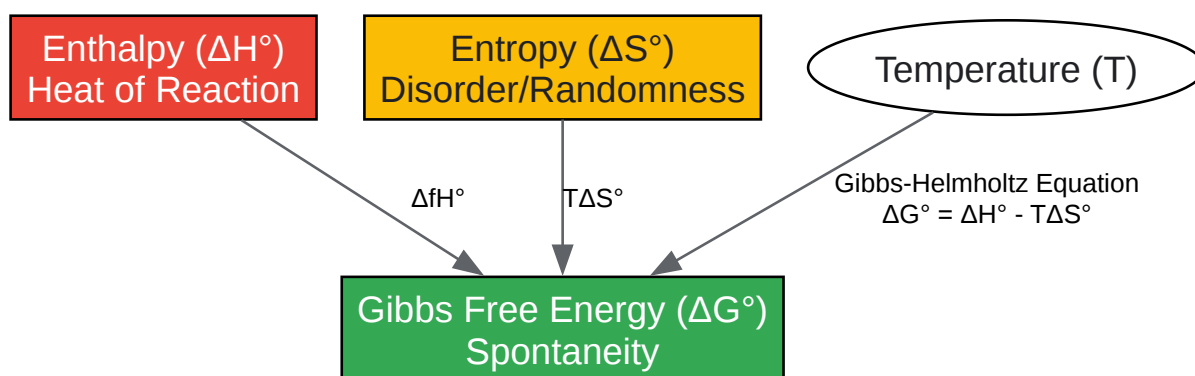 Enthalpy (ΔH°)
Heat of Reaction
Entropy (ΔS°)
Disorder/Randomness
Temperature (T)
ΔfH°
TΔS°
Gibbs-Helmholtz Equation
ΔG° = ΔH° - TΔS°
Gibbs Free Energy (ΔG°)
Spontaneity